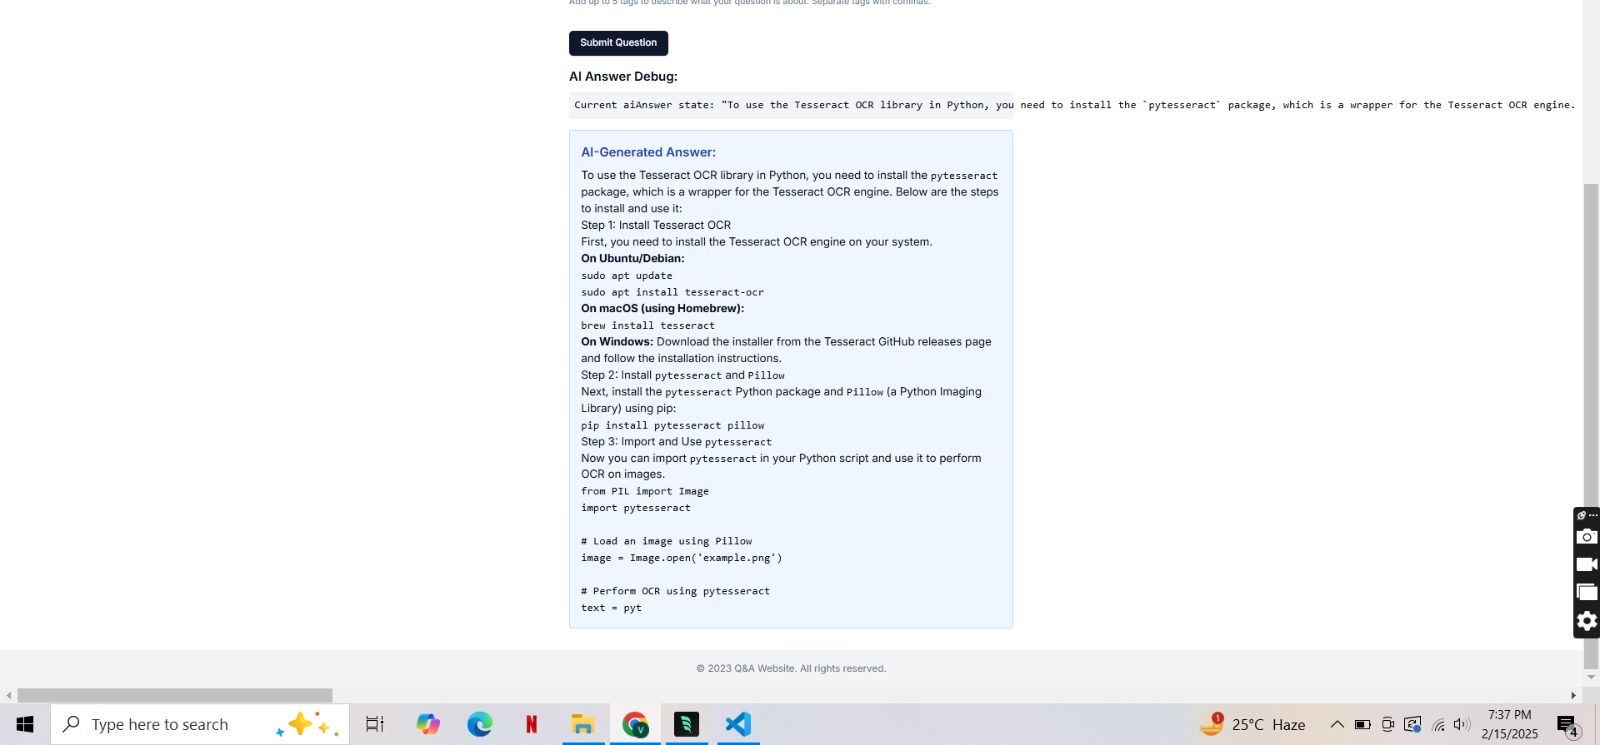 Add up to 5 tags to describe what your question is about. Separate tags with commas.
Submit Question
AI Answer Debug:
Current aiAnswer state: "To use the Tesseract OCR library in Python, you need to install the `pytesseract` package, which is a wrapper for the Tesseract OCR engine.
AI-Generated Answer:
To use the Tesseract OCR library in Python, you need to install the pytesseract
package, which is a wrapper for the Tesseract OCR engine. Below are the steps
to install and use it:
Step 1: Install Tesseract OCR
First, you need to install the Tesseract OCR engine on your system.
On Ubuntu/Debian:
sudo apt update
sudo apt install tesseract-ocr
On macOS (using Homebrew):
brew install tesseract
On Windows: Download the installer from the Tesseract GitHub releases page
and follow the installation instructions.
Step 2: Install pytesseract and Pillow
Next, install the pytesseract Python package and Pillow (a Python Imaging
Library) using pip:
pip install pytesseract pillow
Step 3: Import and Use pytesseract
Now you can import pytesseract in your Python script and use it to perform
OCR on images.
from PIL import Image
import pytesseract
# Load an image using Pillow
image = Image.open('example.png')
# Perform OCR using pytesseract
text = pyt
© 2023 Q&A Website. All rights reserved.
Type here to search
N
V
1
25°C Haze
7:37 PM
2/15/2025
4